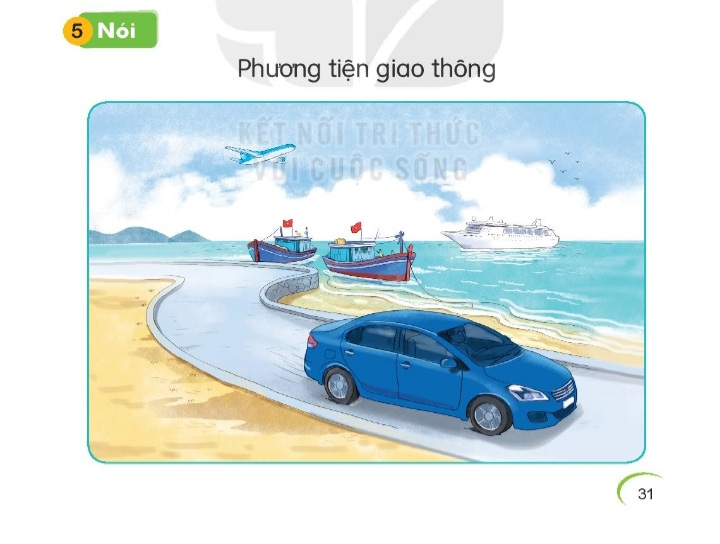 5 Nói
Phương tiện giao thông
KẾT NỐI TRI THỨC
VỚI CUỘC SỐNG
31